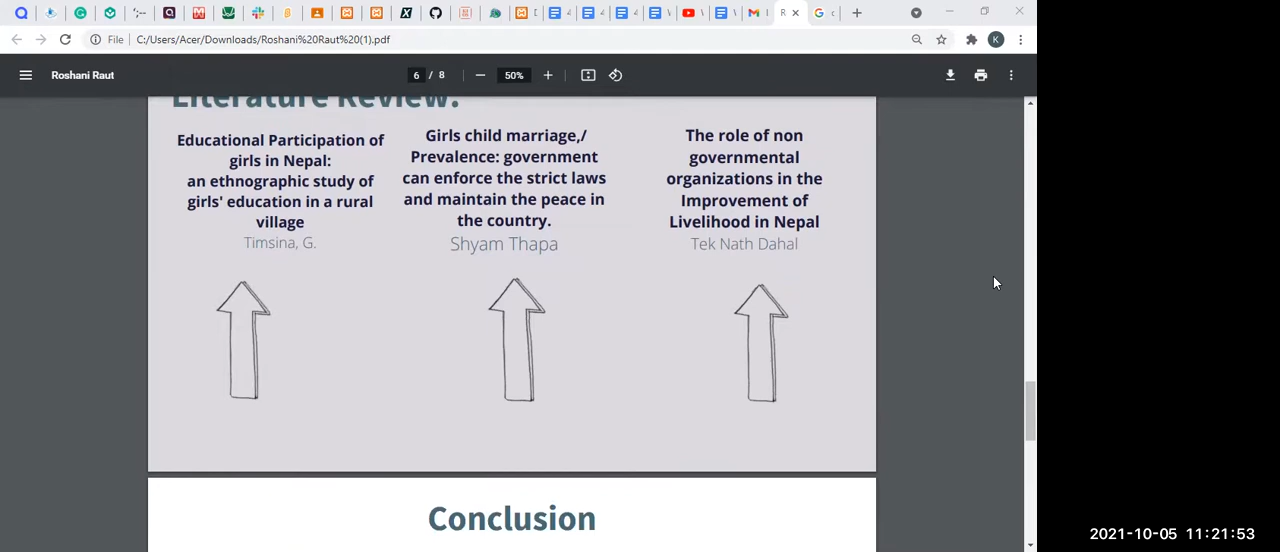 File
C:/Users/Acer/Downloads/Roshani%20Raut%20(1).pdf
K
Roshani Raut
6 / 8
50%
Literature Review:
Educational Participation of
girls in Nepal:
an ethnographic study of
girls' education in a rural
village
Timsina, G.
Girls child marriage,/
Prevalence: government
can enforce the strict laws
and maintain the peace in
the country.
Shyam Thapa
The role of non
governmental
organizations in the
Improvement of
Livelihood in Nepal
Tek Nath Dahal
Conclusion
2021-10-05 11:21:53